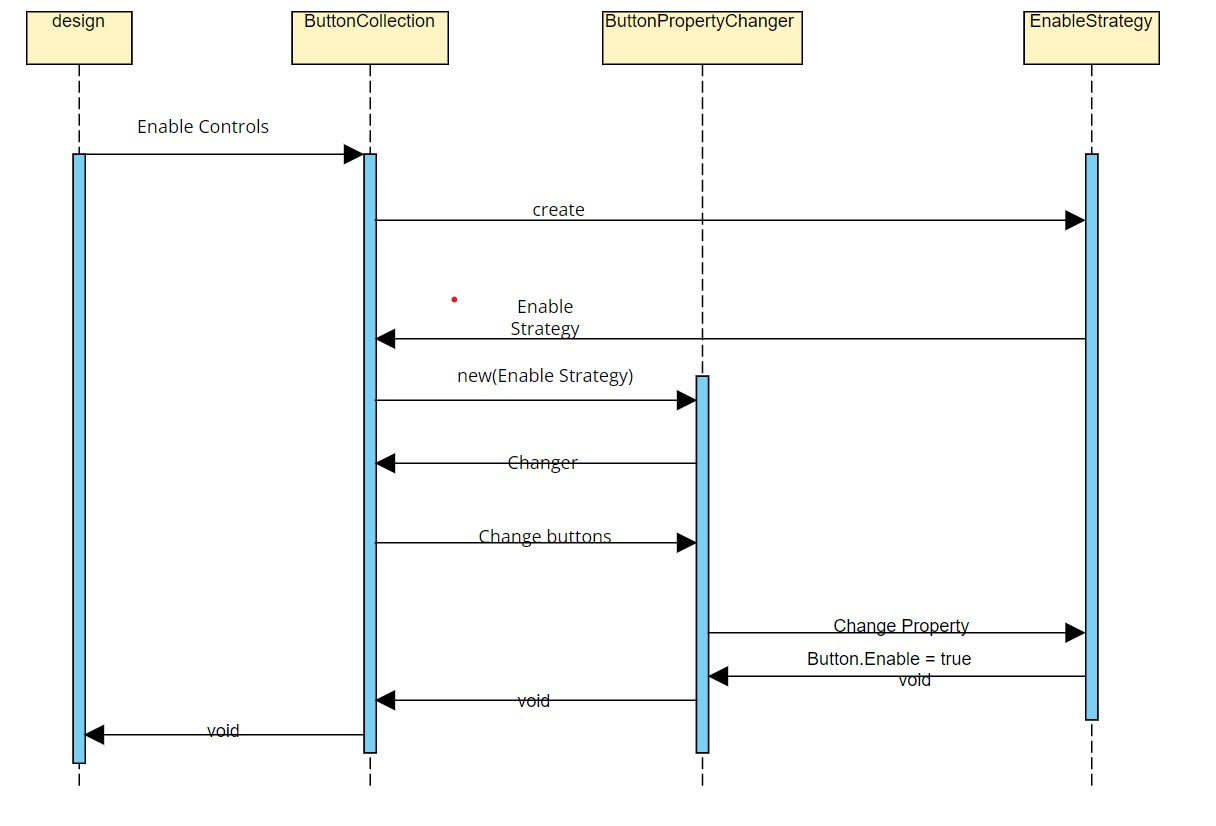 design
ButtonCollection
ButtonPropertyChanger
EnableStrategy
Enable Controls
create
Enable
Strategy
new(Enable Strategy)
Changer
Change buttons
Change Property
Button.Enable = true
void
void
void